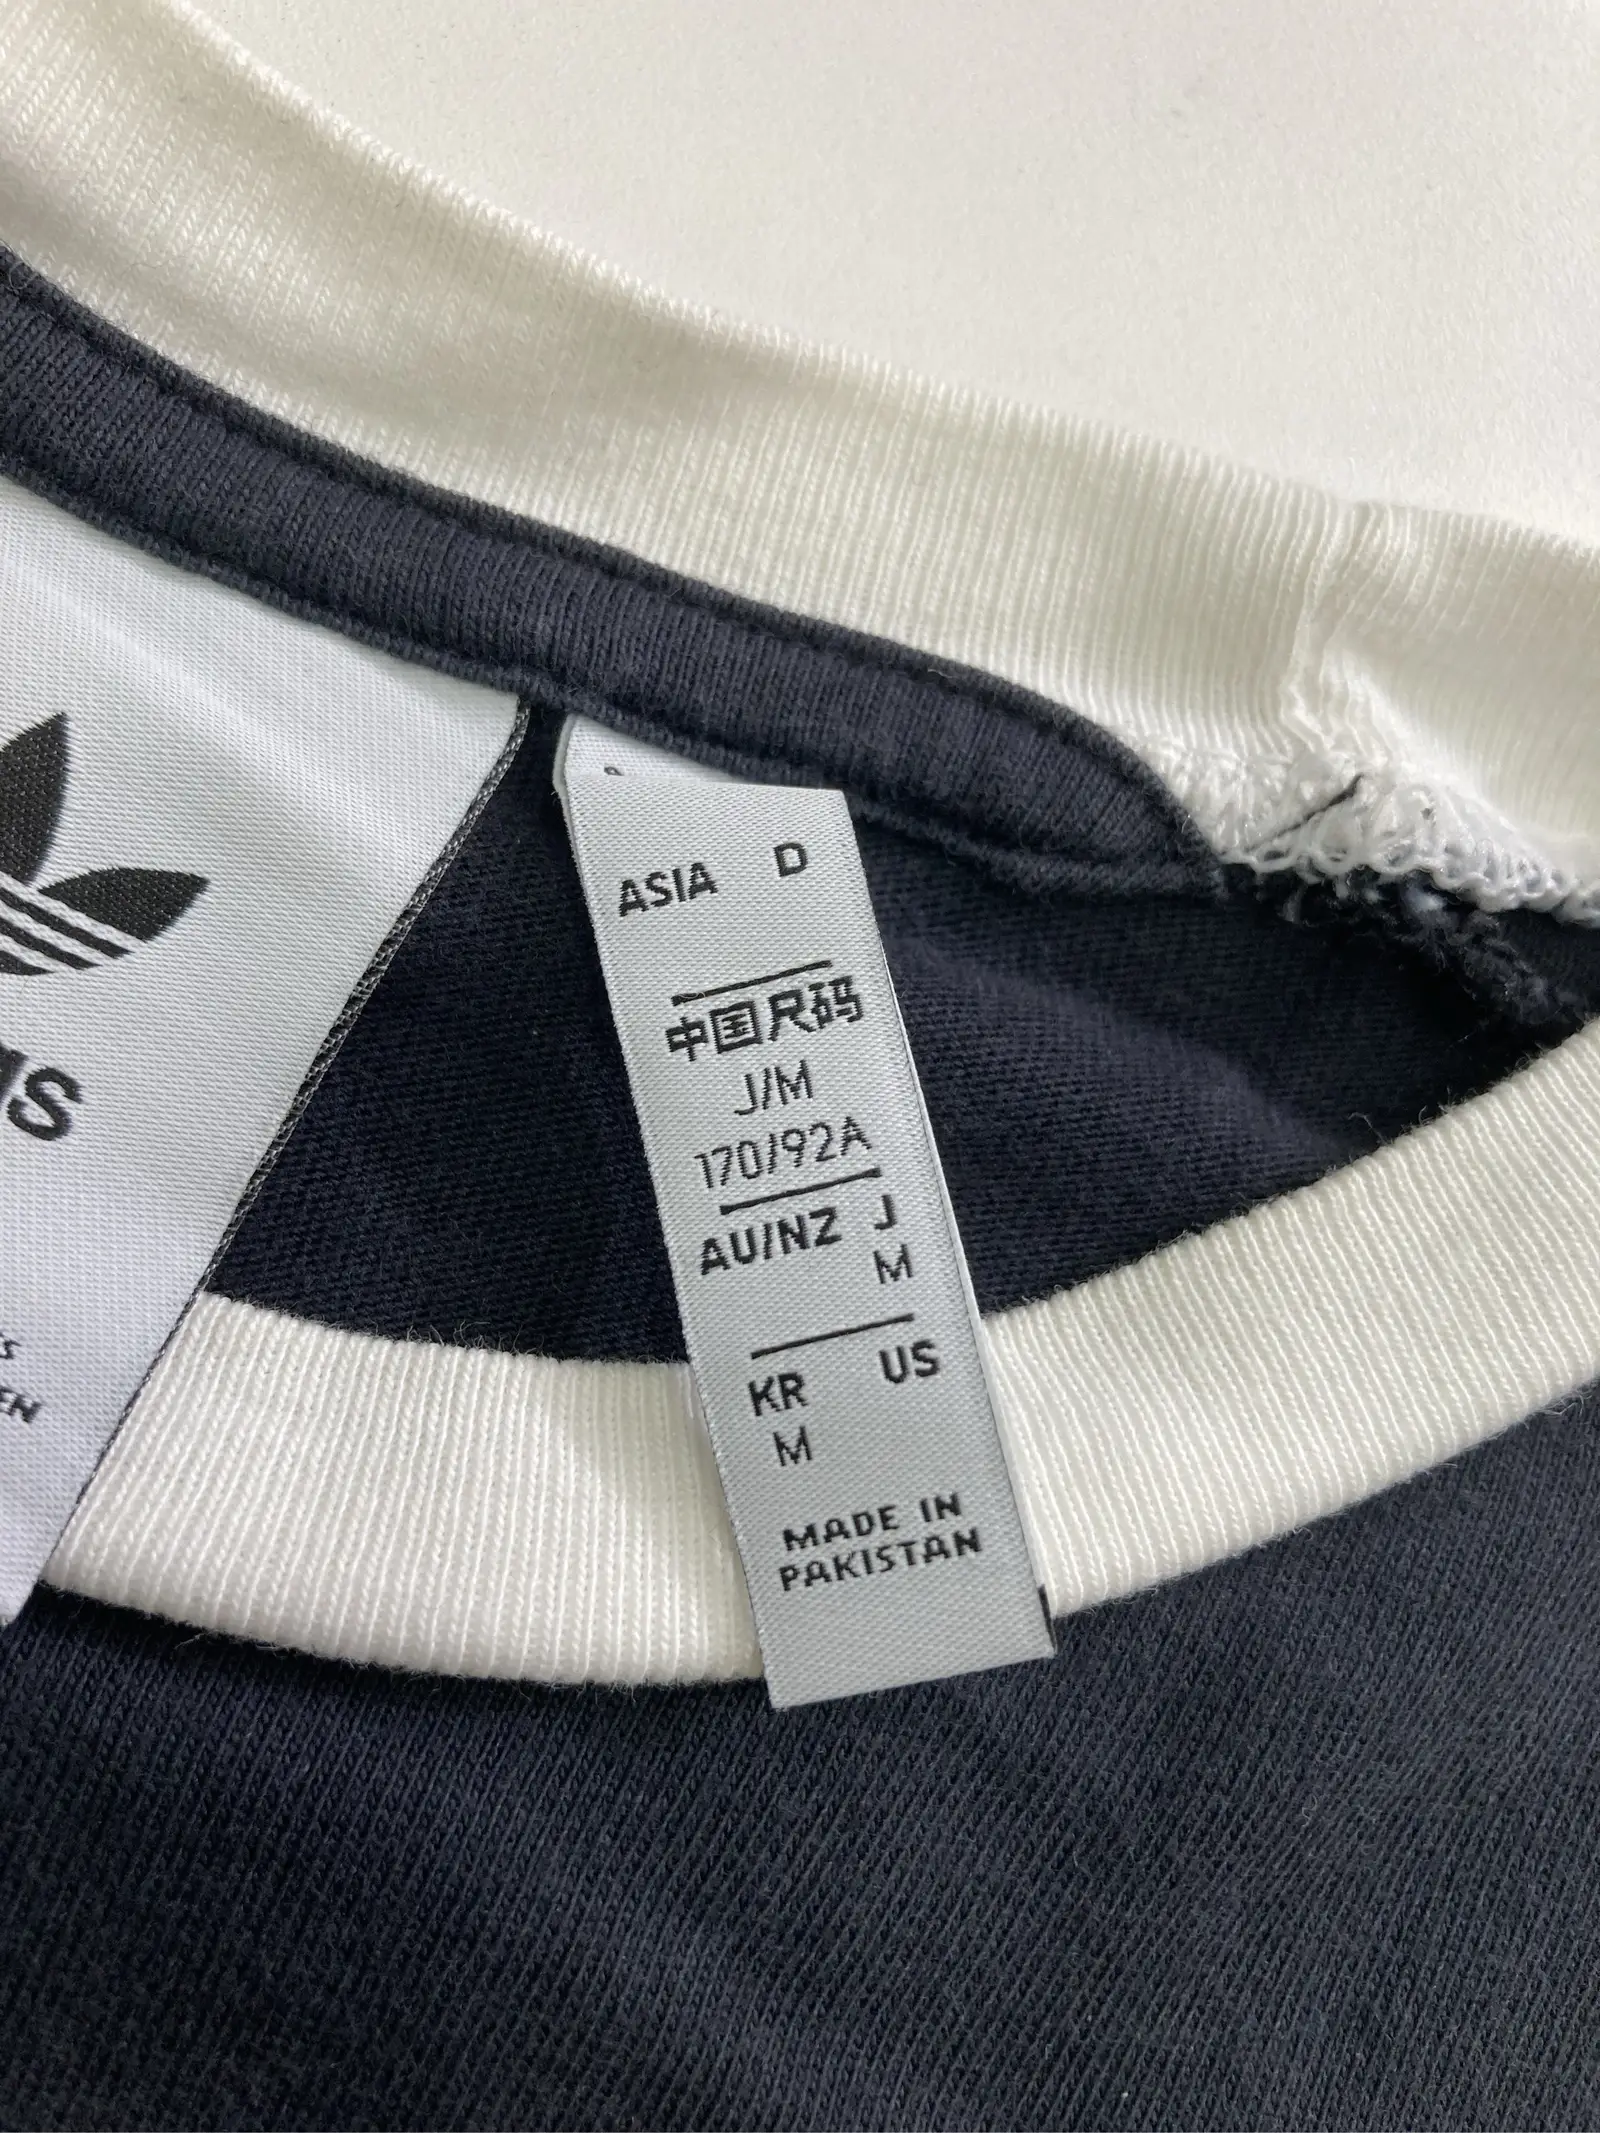 ASIA D
中国尺码
J/M
170/92A
AU/NZ J
M
KR US
M
MADE IN
PAKISTAN